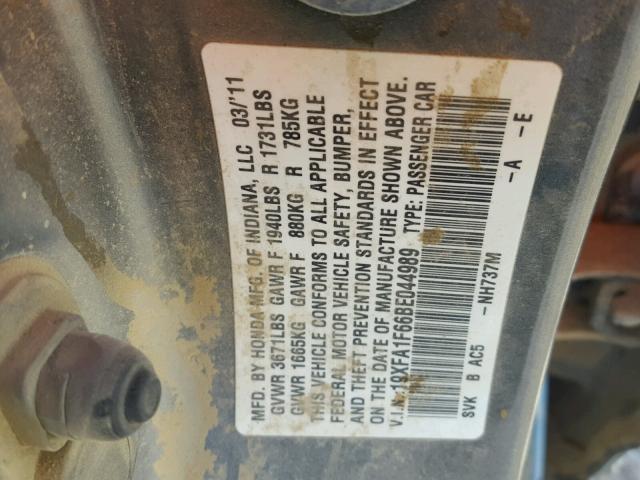 MFD. BY HONDA MFG. OF INDIANA, LLC 03/'11
GVWR 3671LBS GAWR F 1940LBS R 1731LBS
GVWR 1665KG GAWR F 880KG R 785KG
THIS VEHICLE CONFORMS TO ALL APPLICABLE
FEDERAL MOTOR VEHICLE SAFETY, BUMPER,
AND THEFT PREVENTION STANDARDS IN EFFECT
ON THE DATE OF MANUFACTURE SHOWN ABOVE.
V.I.N.: 19XFA1F66BE044989 TYPE: PASSENGER CAR
SVK B AC5 -NH737M -A -E